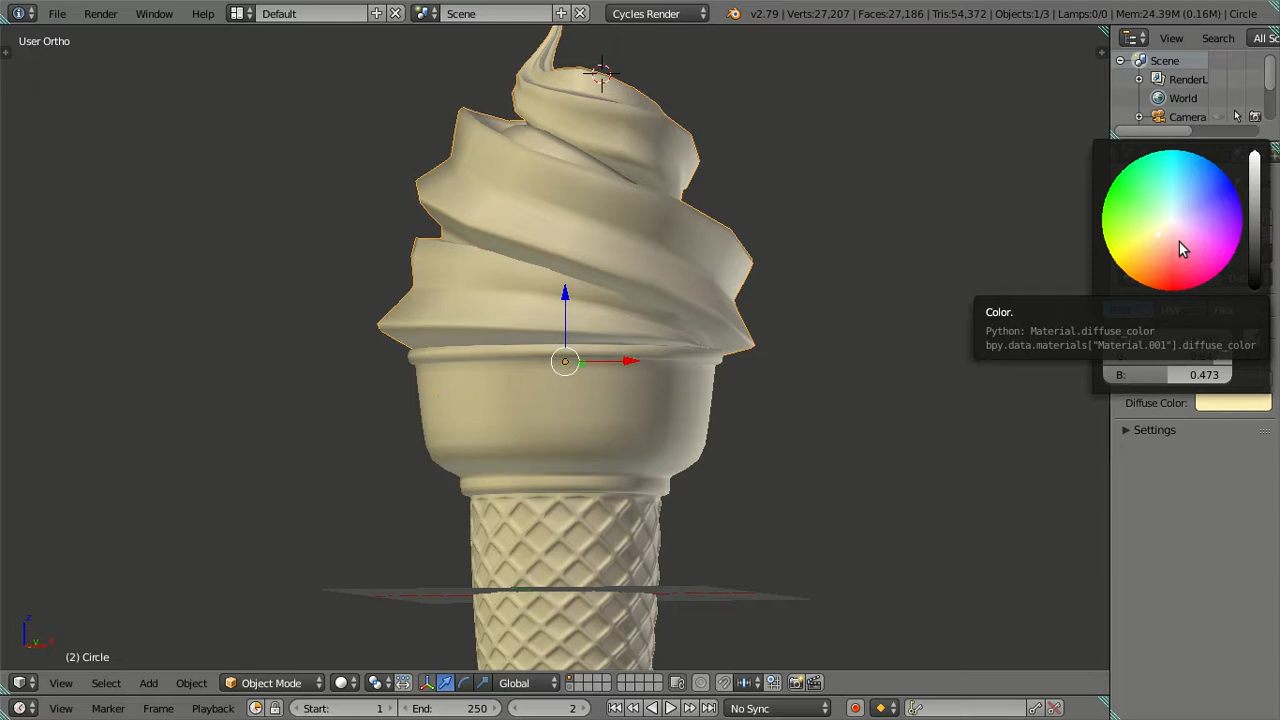 File Render Window Help Default Scene Cycles Render v2.79 | Verts:27,207 | Faces:27,186 | Tris:54,372 | Objects:1/3 | Lamps:0/0 | Mem:24.39M (0.16M) | Circle
User Ortho
View Search All Sc
Scene
RenderL
World
Camera
Color.
Python: Material.diffuse_color
bpy.data.materials["Material.001"].diffuse_color
B: 0.473
Diffuse Color:
Settings
z
y x
(2) Circle
View Select Add Object Object Mode Global
View Marker Frame Playback Start: 1 End: 250 2 No Sync